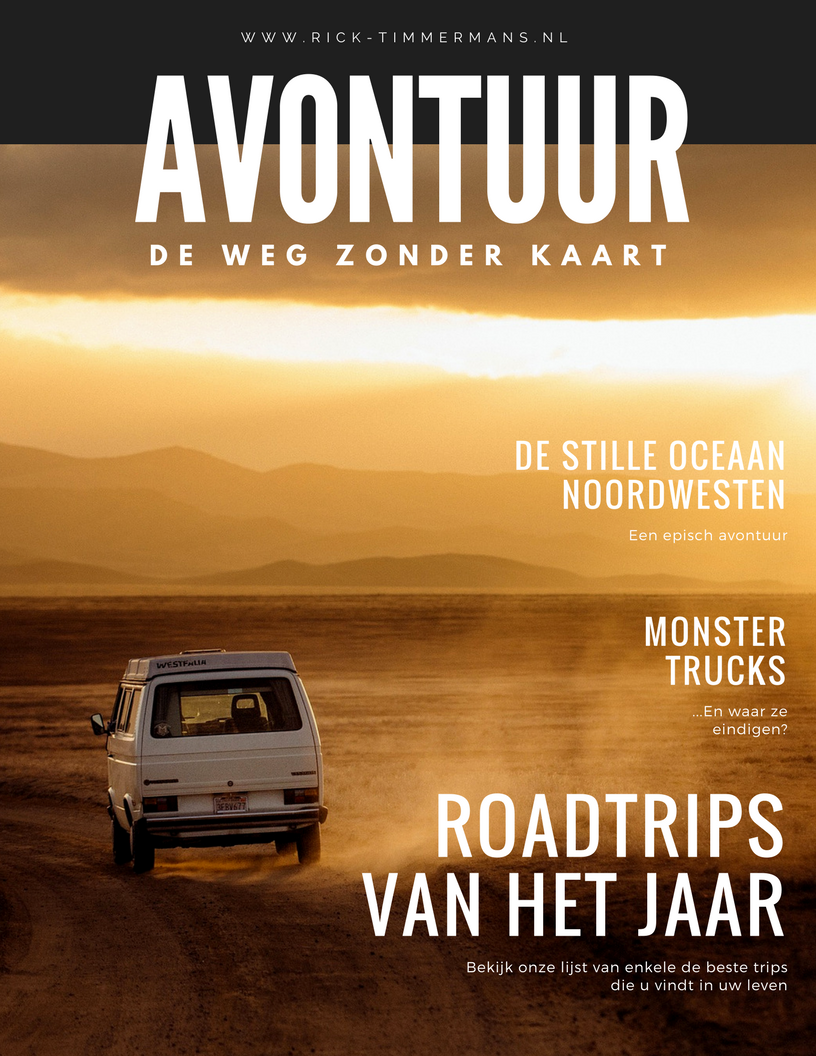 WWW.RICK-TIMMERMANS.NL
AVONTUUR
DE WEG ZONDER KAART
DE STILLE OCEAAN
NOORDWESTEN
Een episch avontuur
MONSTER
TRUCKS
...En waar ze
eindigen?
WESTFALIA
ROADTRIPS
VAN HET JAAR
Bekijk onze lijst van enkele de beste trips
die u vindt in uw leven